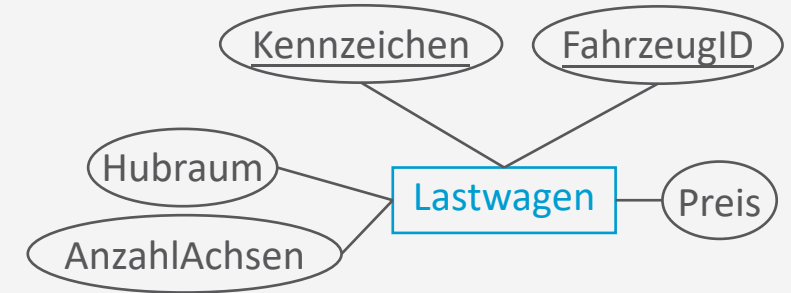 Kennzeichen
FahrzeugID
Hubraum
Lastwagen
Preis
AnzahlAchsen